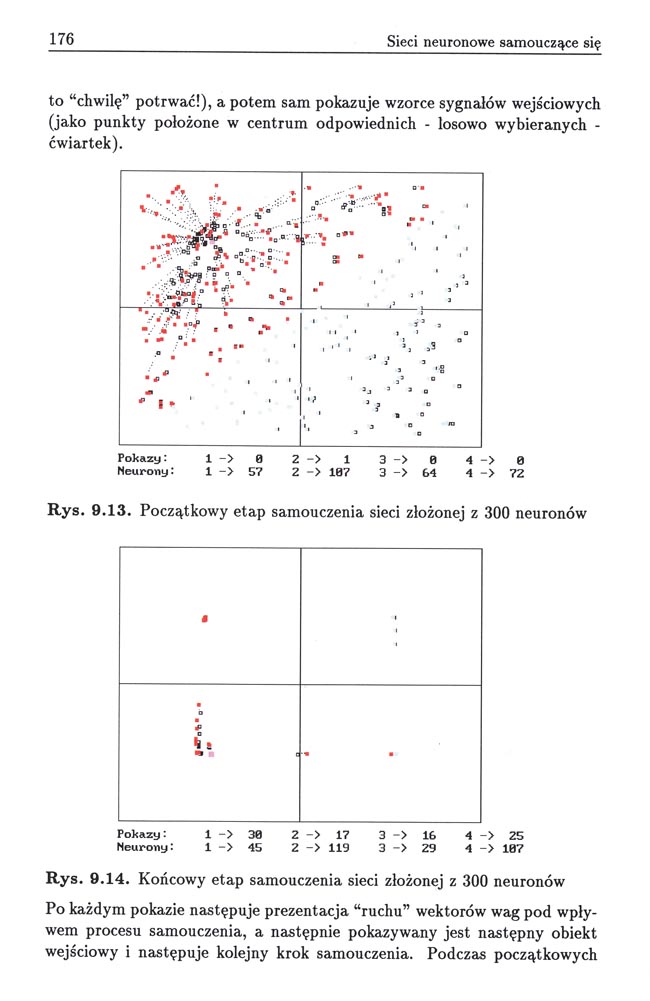 176 Sieci neuronowe samouczące się
to “chwilę” potrwać!), a potem sam pokazuje wzorce sygnałów wejściowych
(jako punkty położone w centrum odpowiednich - losowo wybieranych -
ćwiartek).
Pokazy: 1 -> 0 2 -> 1 3 -> 0 4 -> 0
Neurony: 1 -> 57 2 -> 107 3 -> 64 4 -> 72
Rys. 9.13. Początkowy etap samouczenia sieci złożonej z 300 neuronów
Pokazy: 1 -> 30 2 -> 17 3 -> 16 4 -> 25
Neurony: 1 -> 45 2 -> 119 3 -> 29 4 -> 107
Rys. 9.14. Końcowy etap samouczenia sieci złożonej z 300 neuronów
Po każdym pokazie następuje prezentacja “ruchu” wektorów wag pod wpły-
wem procesu samouczenia, a następnie pokazywany jest następny obiekt
wejściowy i następuje kolejny krok samouczenia. Podczas początkowych